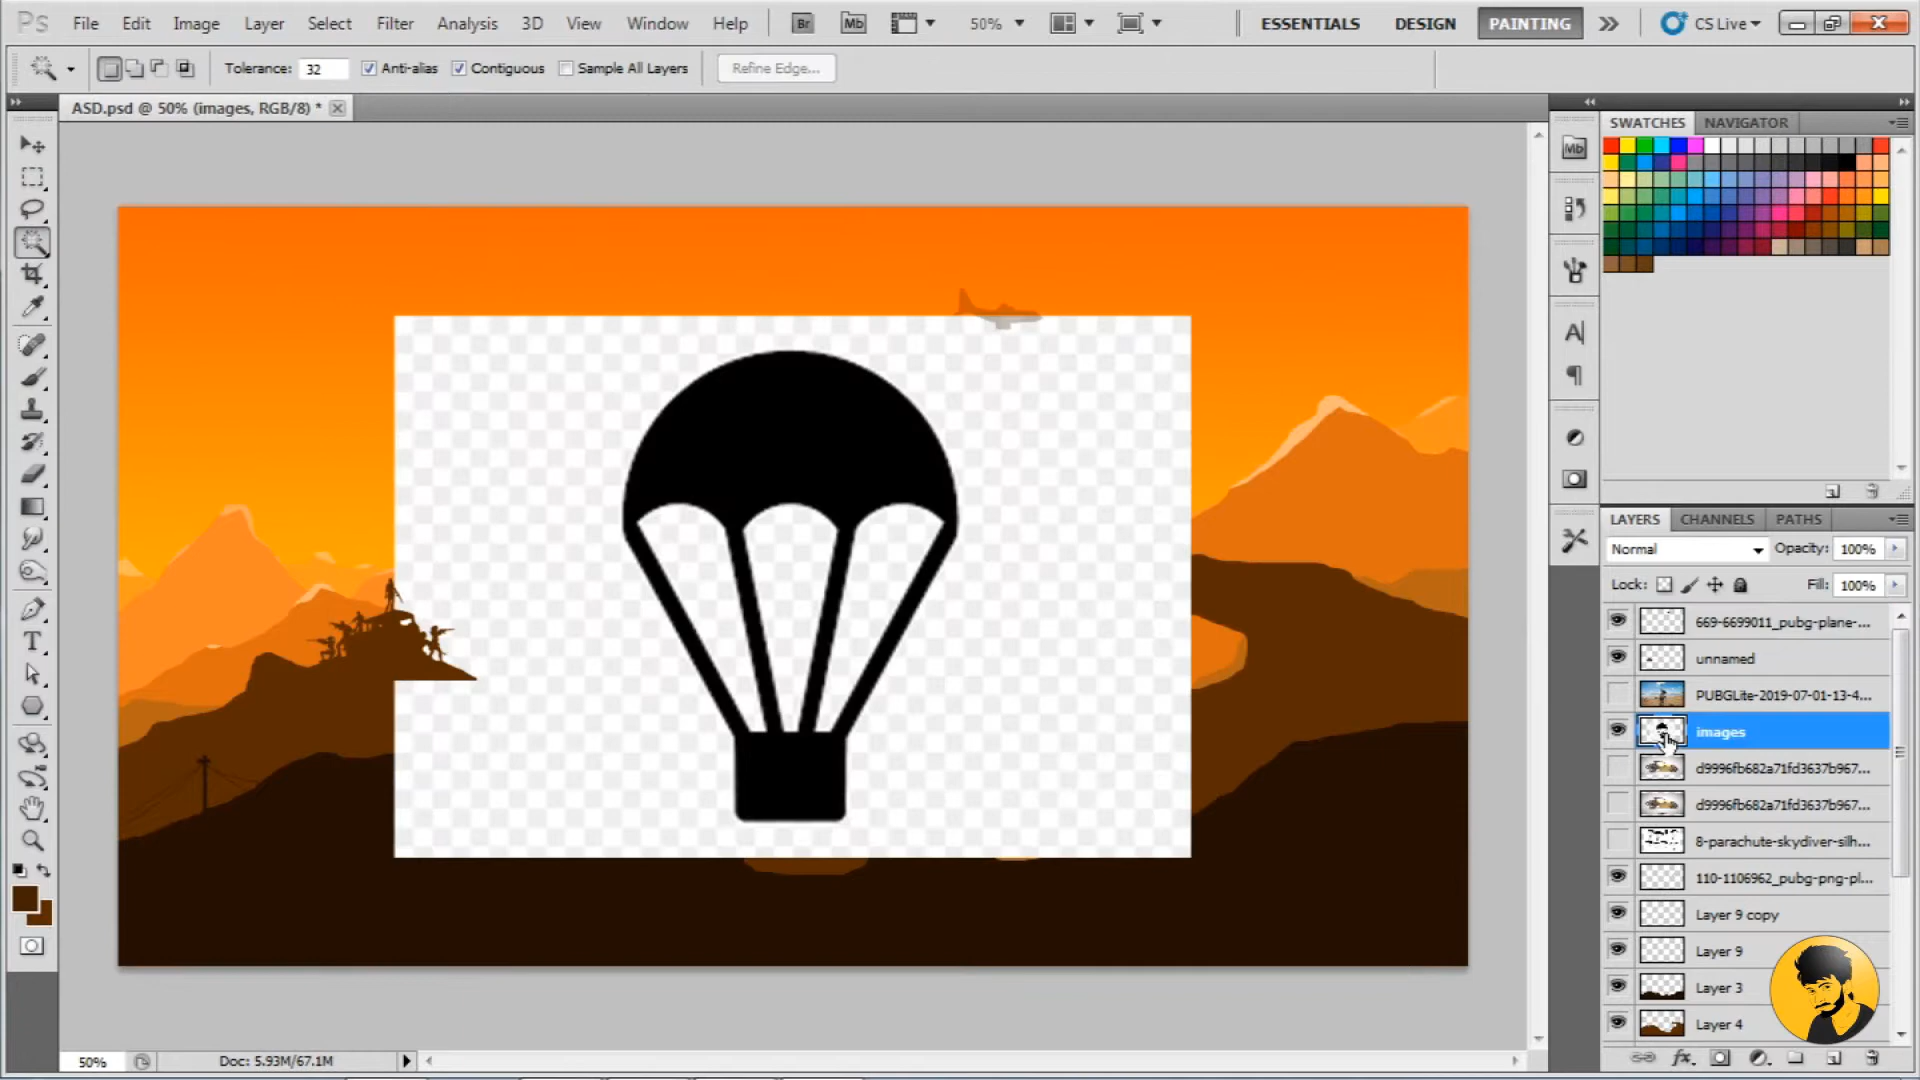 Ps File Edit Image Layer Select Filter Analysis 3D View Window Help Br Mb 50% ESSENTIALS DESIGN PAINTING CS Live
Tolerance: 32 Anti-alias Contiguous Sample All Layers Refine Edge...
ASD.psd @ 50% (images, RGB/8) *
SWATCHES NAVIGATOR
Mb
A
T
LAYERS CHANNELS PATHS
Normal Opacity: 100%
Lock: Fill: 100%
669-6699011_pubg-plane-...
unnamed
PUBGLite-2019-07-01-13-4...
images
d9996fb682a71fd3637b967...
d9996fb682a71fd3637b967...
8-parachute-skydiver-silh...
110-1106962_pubg-png-pl...
Layer 9 copy
Layer 9
Layer 3
Layer 4
fx
50% Doc: 5.93M/67.1M